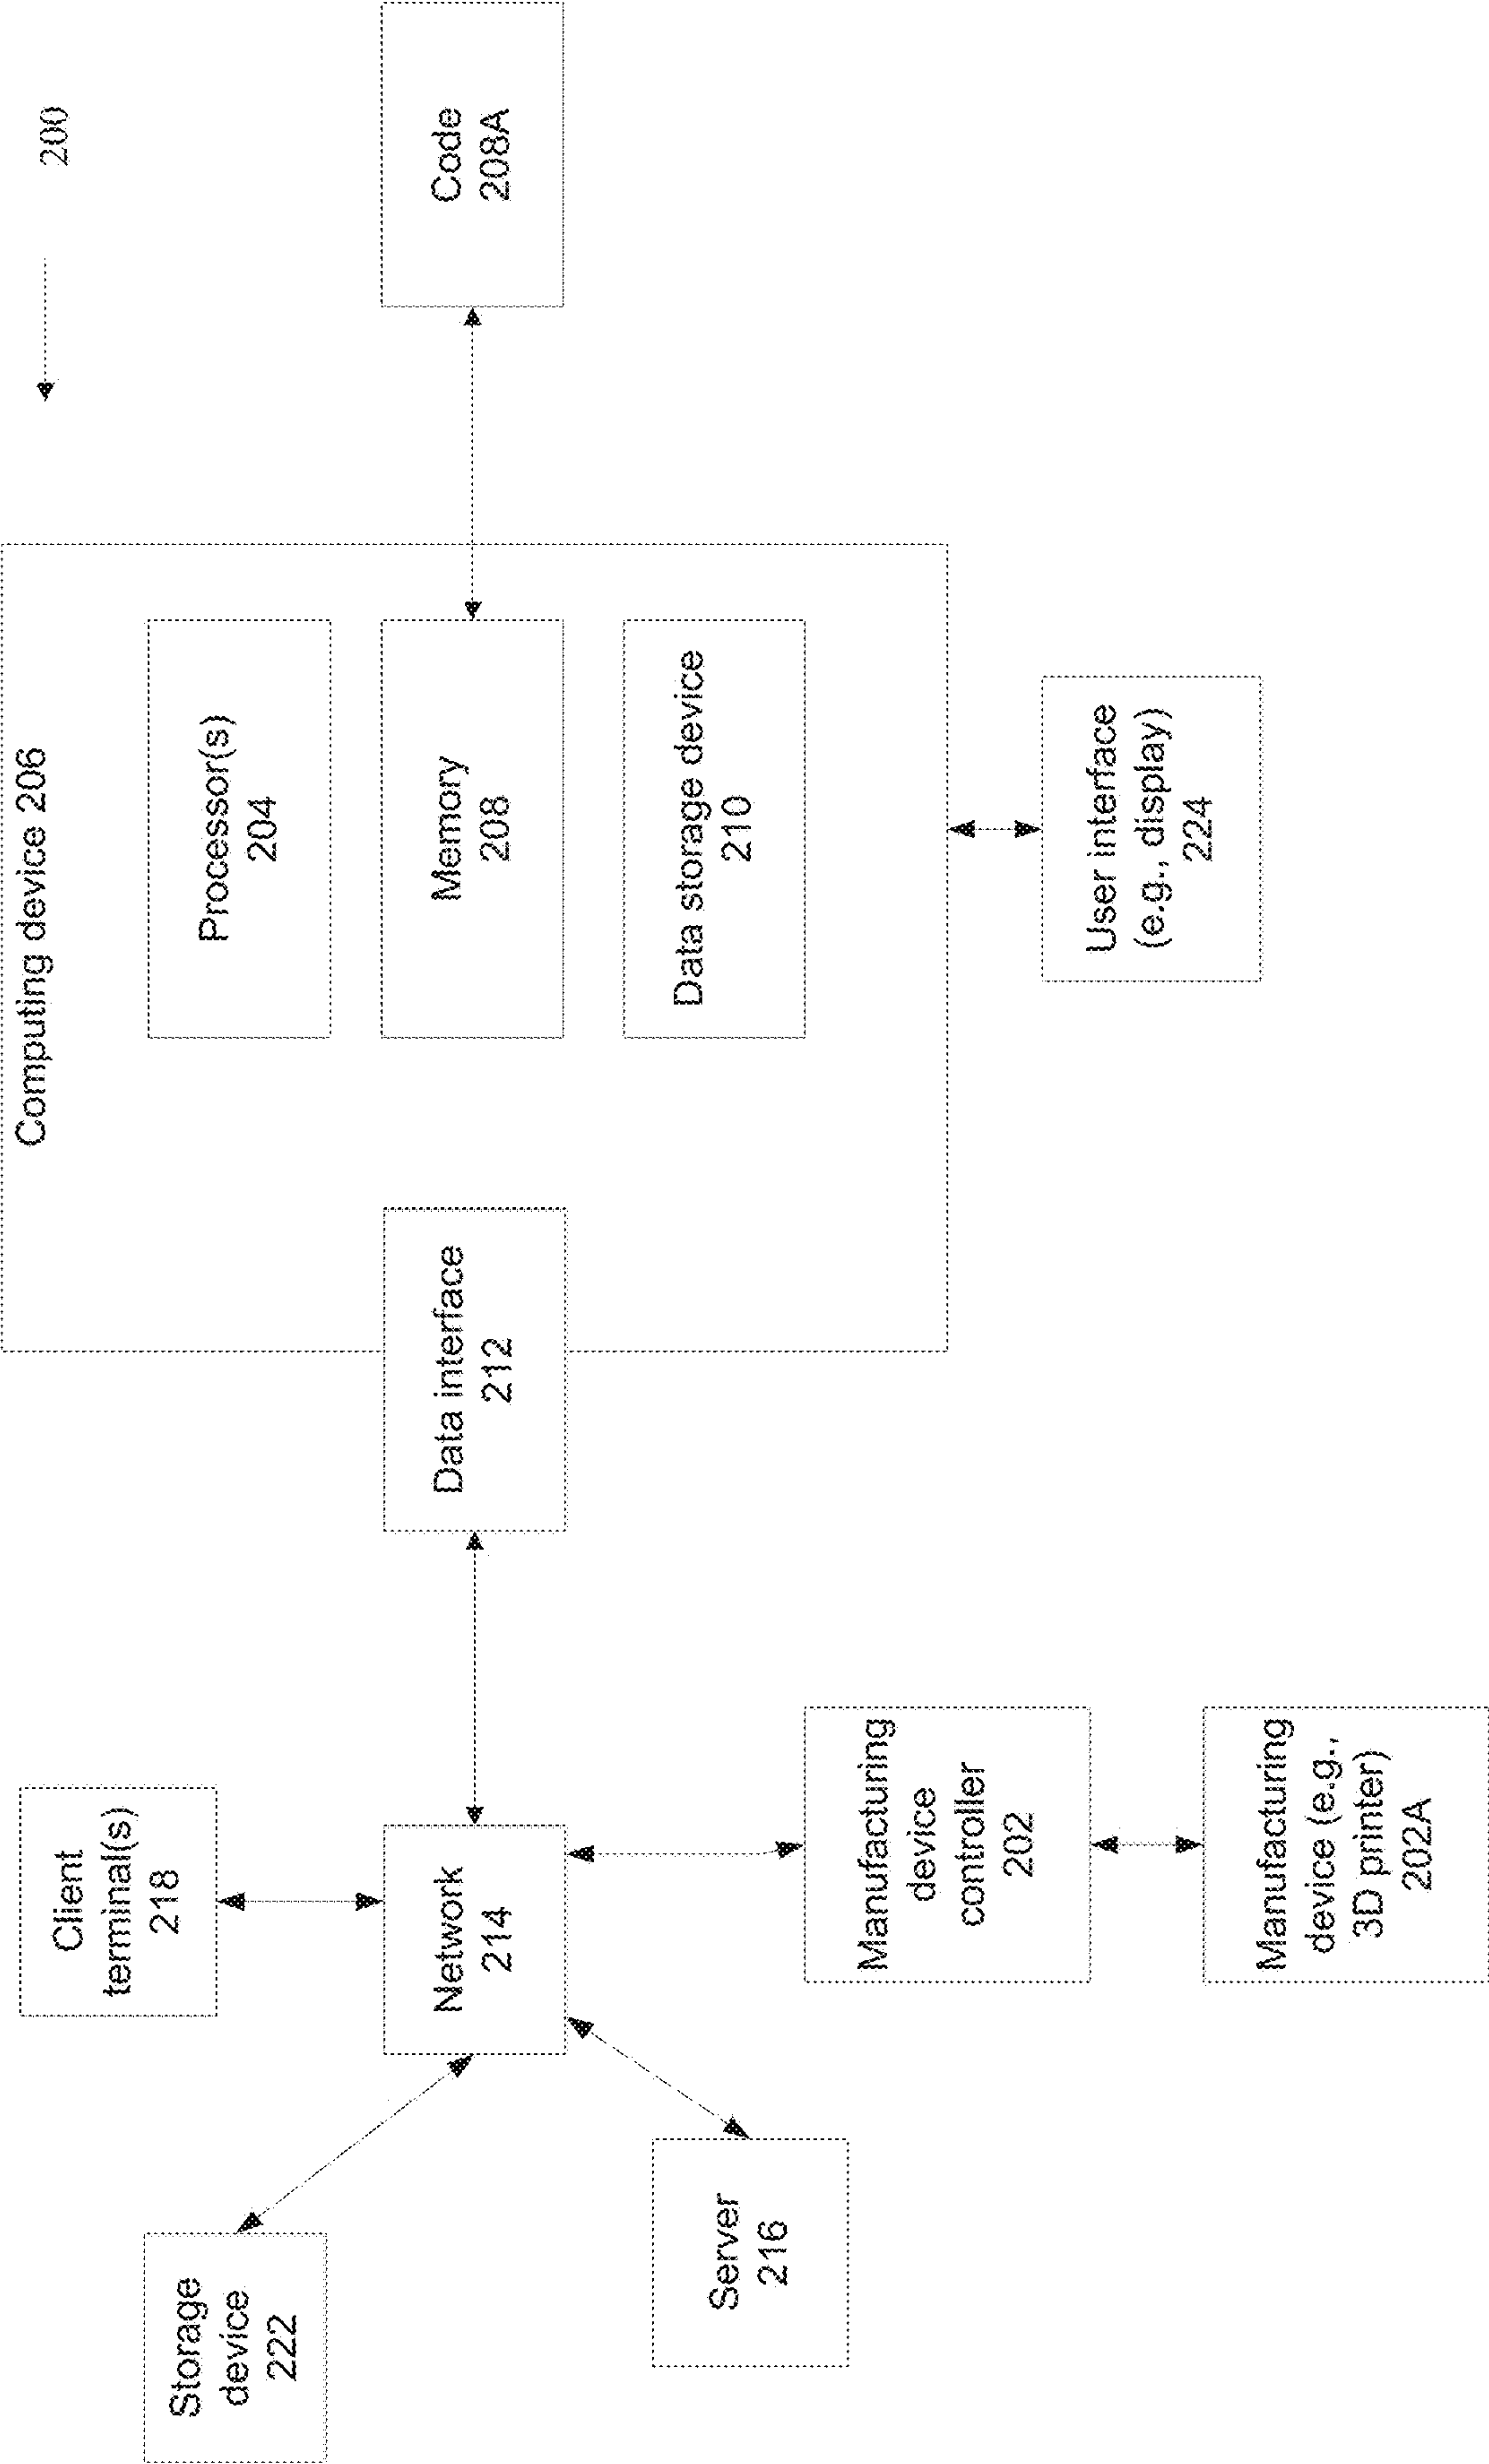 200
Computing device 206
Client
terminal(s)
218
Storage
device
222
Processor(s)
204
Network
214
Data interface
212
Memory
208
Code
208A
Data storage device
210
Server
216
Manufacturing
device
controller
202
User interface
(e.g., display)
224
Manufacturing
device (e.g.,
3D printer)
202A